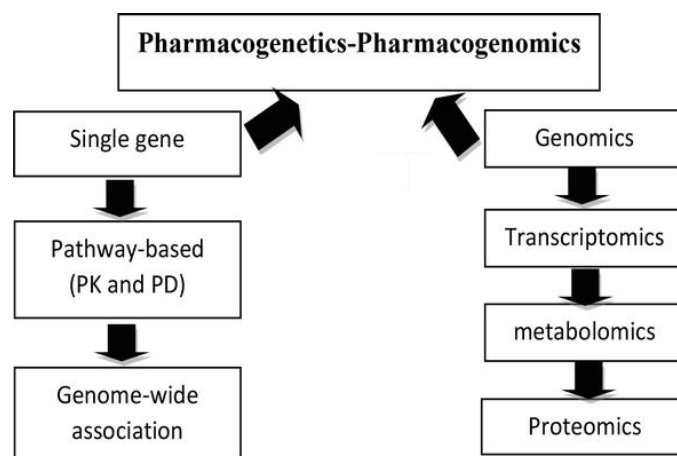 Pharmacogenetics-Pharmacogenomics
Single gene
Pathway-based
(PK and PD)
Genome-wide
association
Genomics
Transcriptomics
metabolomics
Proteomics